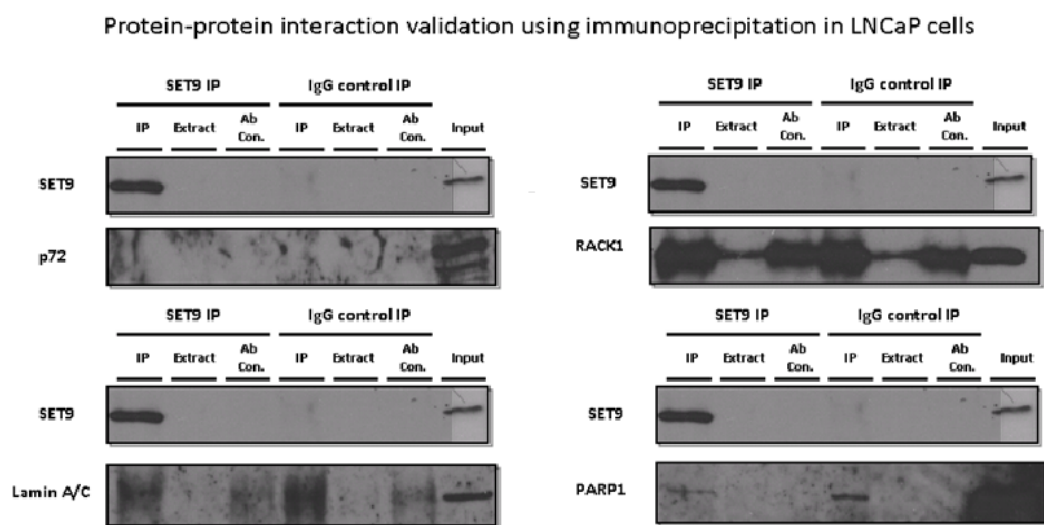 Protein-protein interaction validation using immunoprecipitation in LNCaP cells
SET9 IP IgG control IP
IP Extract Ab Con. IP Extract Ab Con. Input
SET9
p72
SET9 IP IgG control IP
IP Extract Ab Con. IP Extract Ab Con. Input
SET9
RACK1
SET9 IP IgG control IP
IP Extract Ab Con. IP Extract Ab Con. Input
SET9
Lamin A/C
SET9 IP IgG control IP
IP Extract Ab Con. IP Extract Ab Con. Input
SET9
PARP1